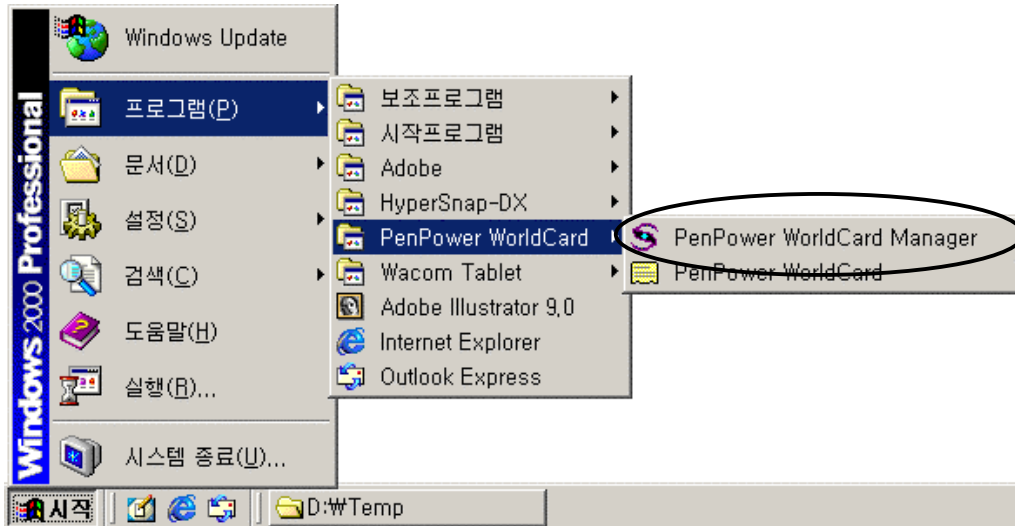 Windows 2000 Professional
Windows Update
프로그램(P)
문서(D)
설정(S)
검색(C)
도움말(H)
실행(R)...
시스템 종료(U)...
보조프로그램
시작프로그램
Adobe
HyperSnap-DX
PenPower WorldCard
Wacom Tablet
Adobe Illustrator 9,0
Internet Explorer
Outlook Express
PenPower WorldCard Manager
PenPower WorldCard
시작
D:₩Temp